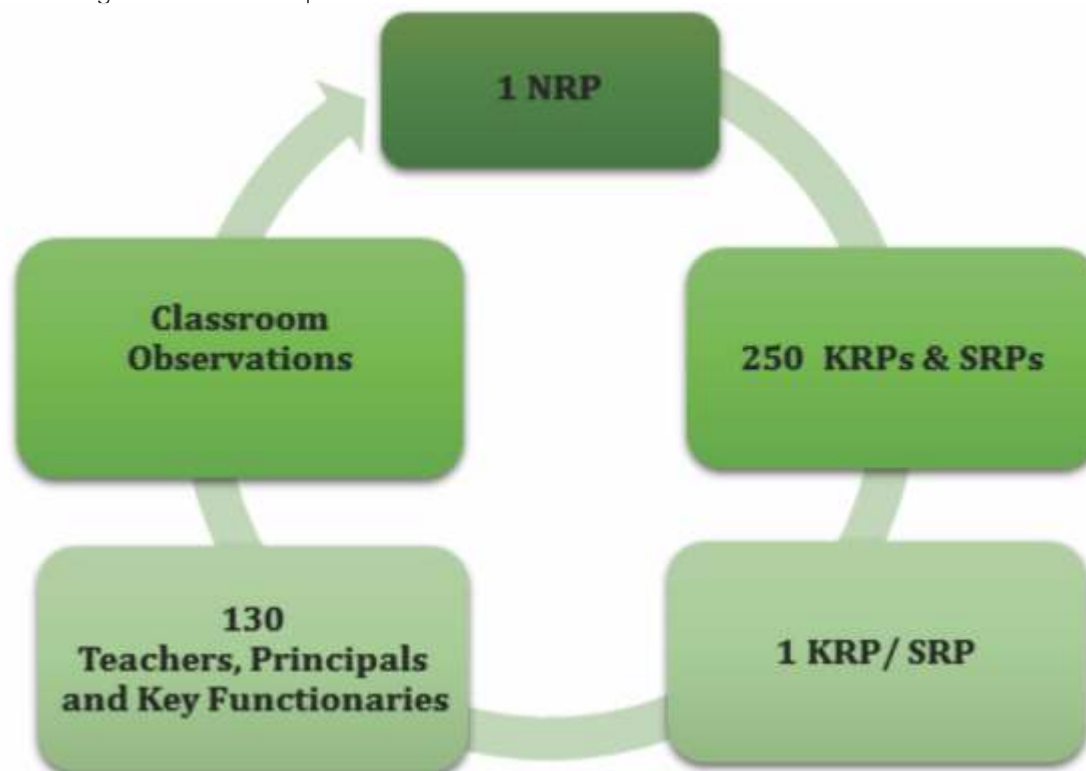 1 NRP
250 KRPs & SRPs
1 KRP/ SRP
130
Teachers, Principals
and Key Functionaries
Classroom
Observations